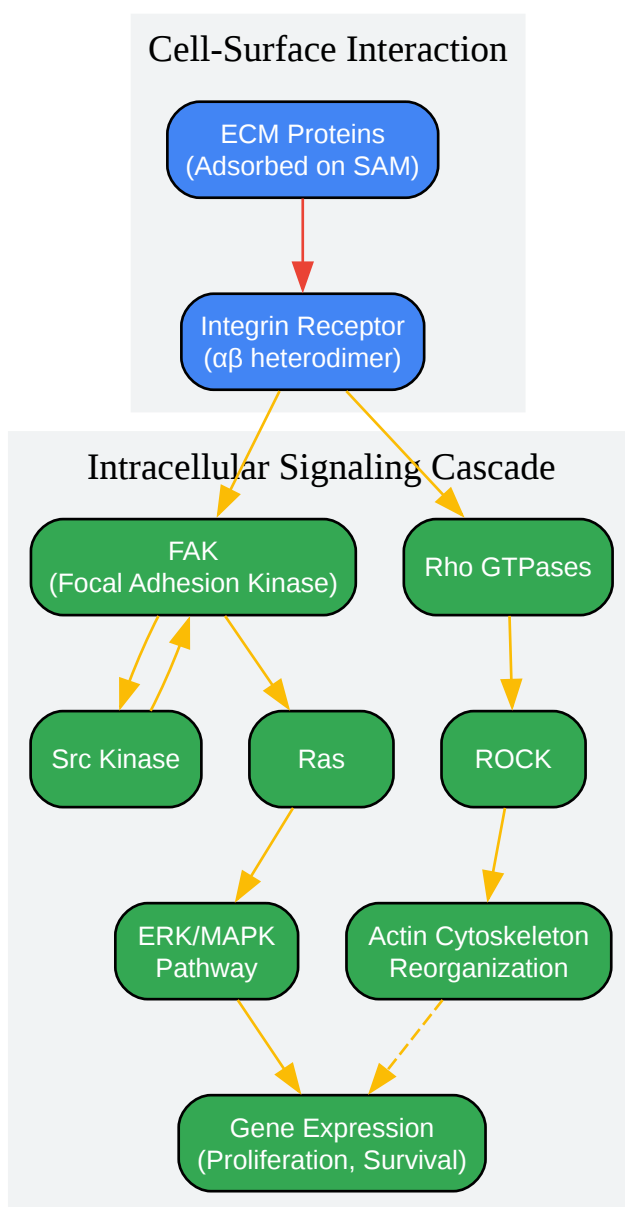 Cell-Surface Interaction
ECM Proteins
(Adsorbed on SAM)
Integrin Receptor
(αβ heterodimer)
Intracellular Signaling Cascade
FAK
(Focal Adhesion Kinase)
Rho GTPases
Src Kinase
Ras
ROCK
ERK/MAPK
Pathway
Actin Cytoskeleton
Reorganization
Gene Expression
(Proliferation, Survival)